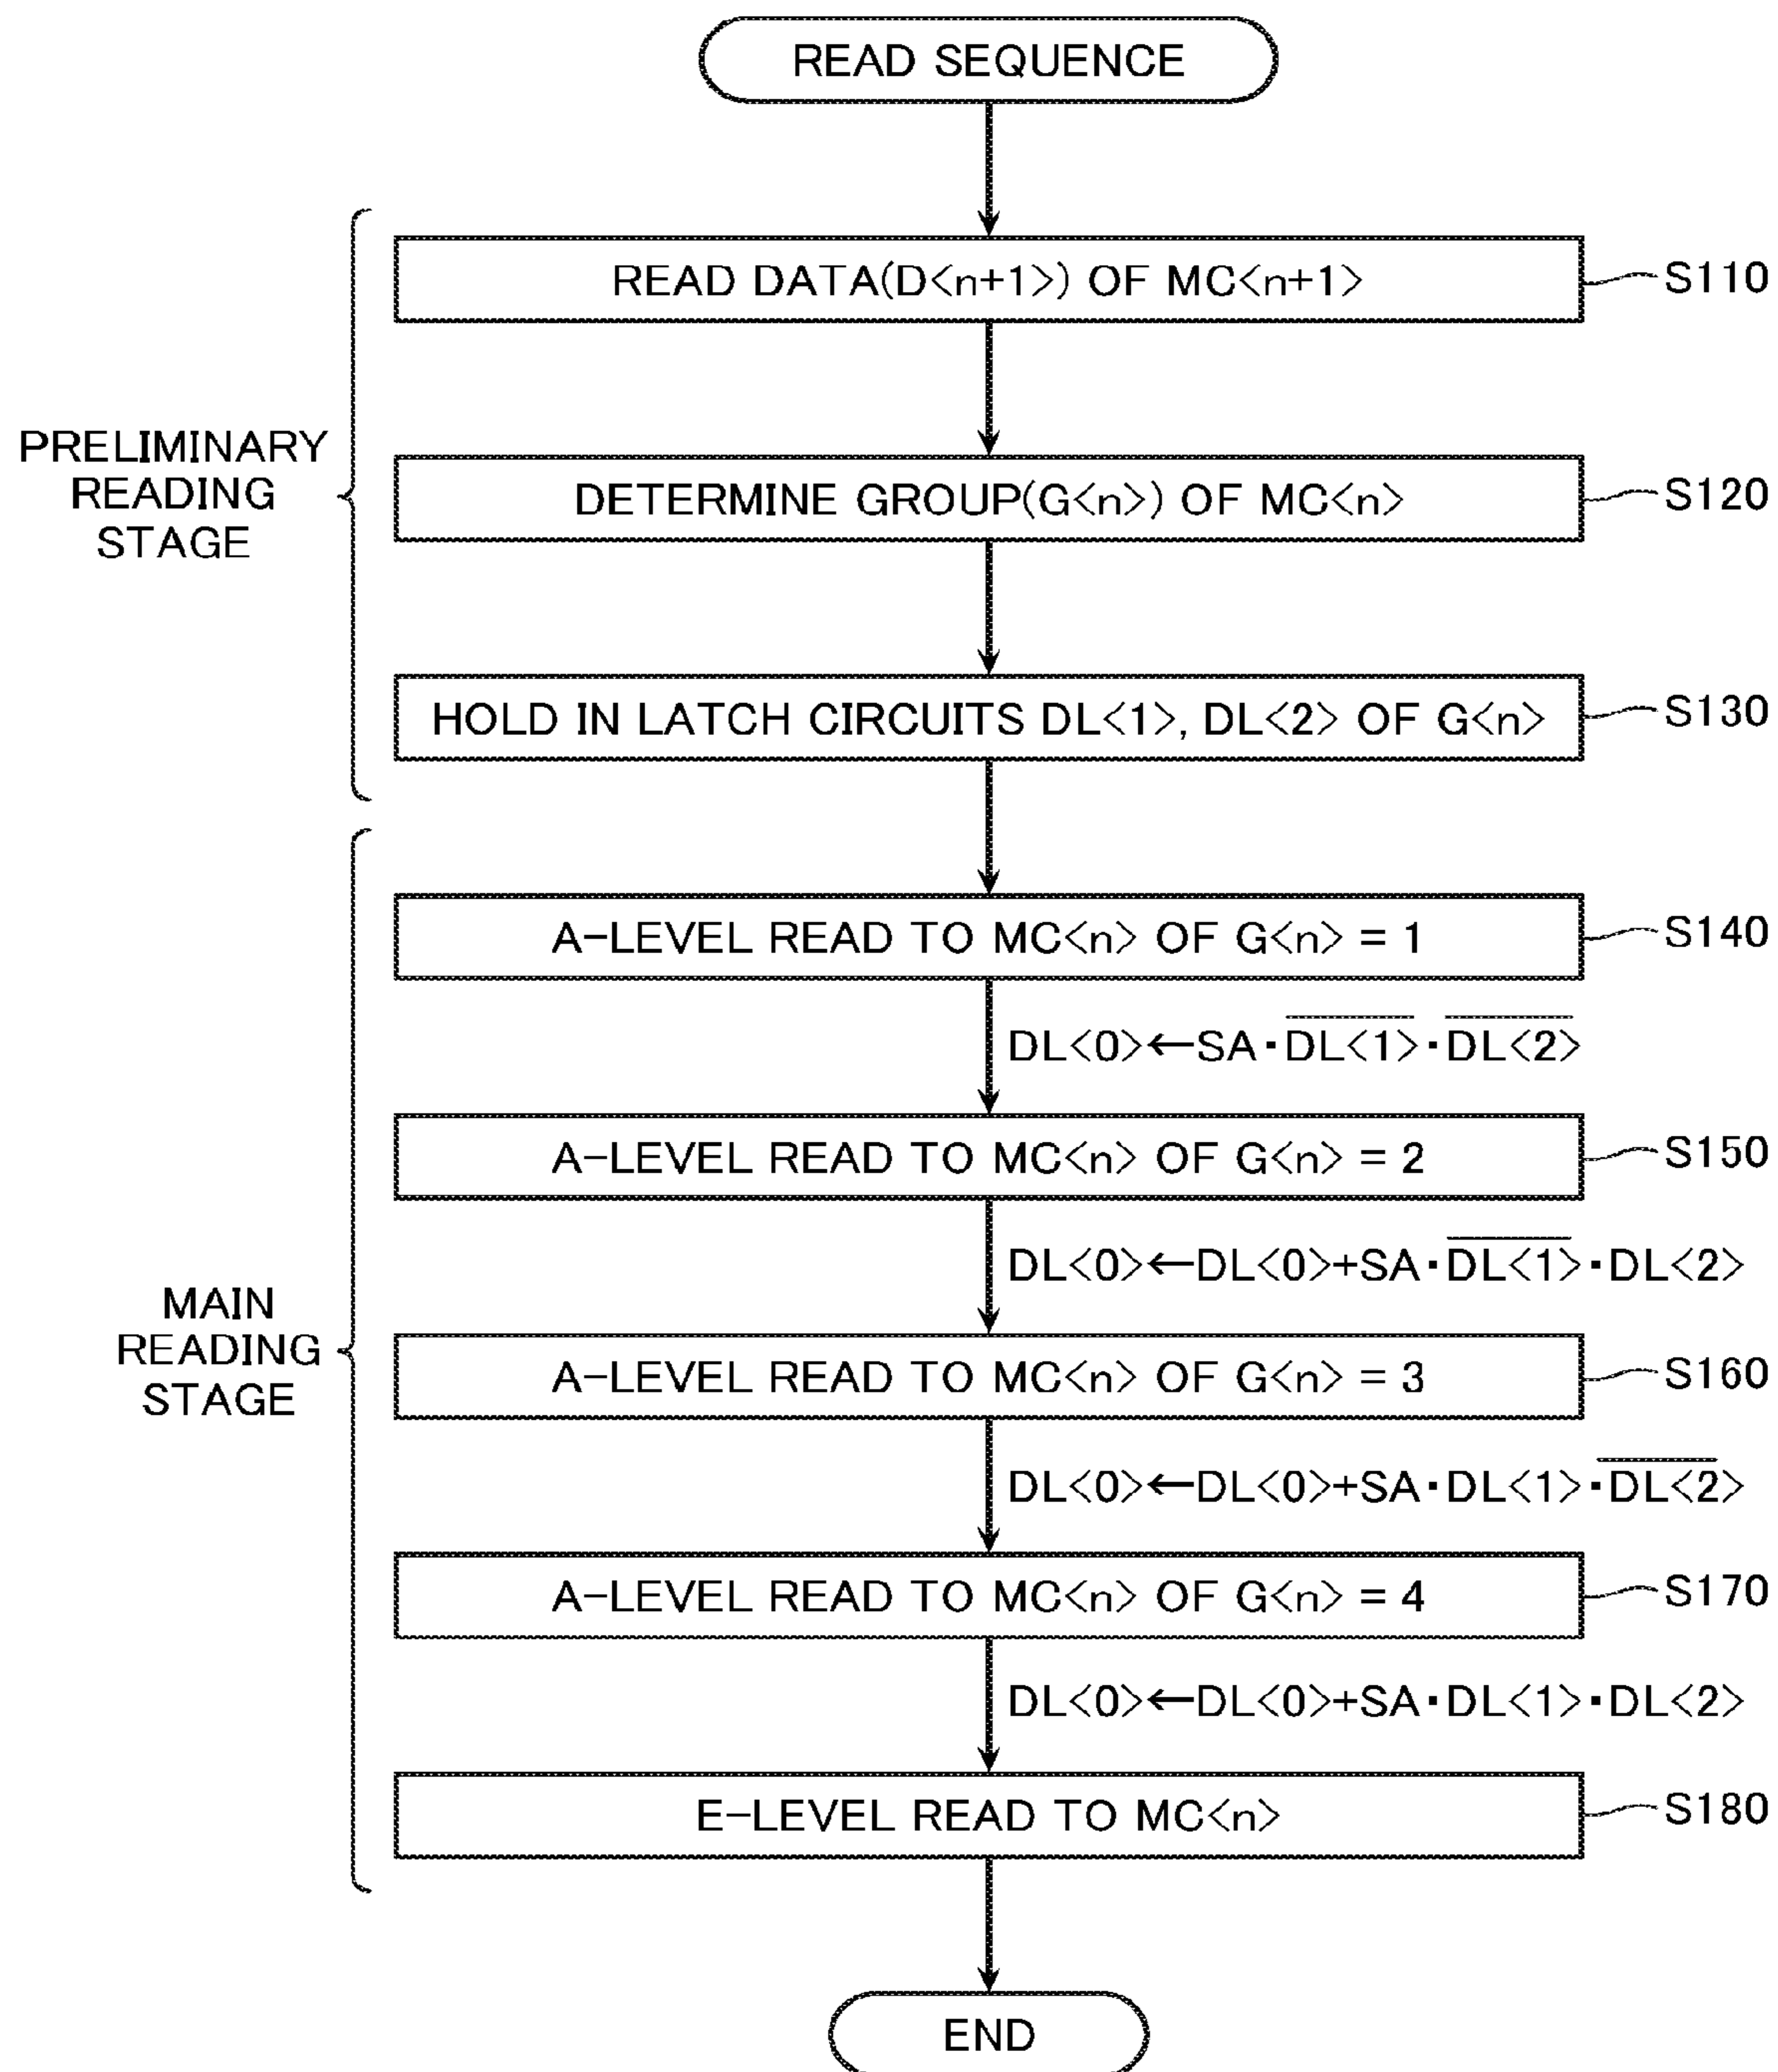 READ SEQUENCE
READ DATA(D<n+1>) OF MC<n+1>
S110
PRELIMINARY
READING
STAGE
DETERMINE GROUP(G<n>) OF MC<n>
S120
HOLD IN LATCH CIRCUITS DL<1>, DL<2> OF G<n>
S130
A-LEVEL READ TO MC<n> OF G<n> = 1
S140
DL<0>←SA·D̅L̅<̅1̅>̅·D̅L̅<̅2̅>̅
A-LEVEL READ TO MC<n> OF G<n> = 2
S150
DL<0>←DL<0>+SA·D̅L̅<̅1̅>̅·DL<2>
MAIN
READING
STAGE
A-LEVEL READ TO MC<n> OF G<n> = 3
S160
DL<0>←DL<0>+SA·DL<1>·D̅L̅<̅2̅>̅
A-LEVEL READ TO MC<n> OF G<n> = 4
S170
DL<0>←DL<0>+SA·DL<1>·DL<2>
E-LEVEL READ TO MC<n>
S180
END